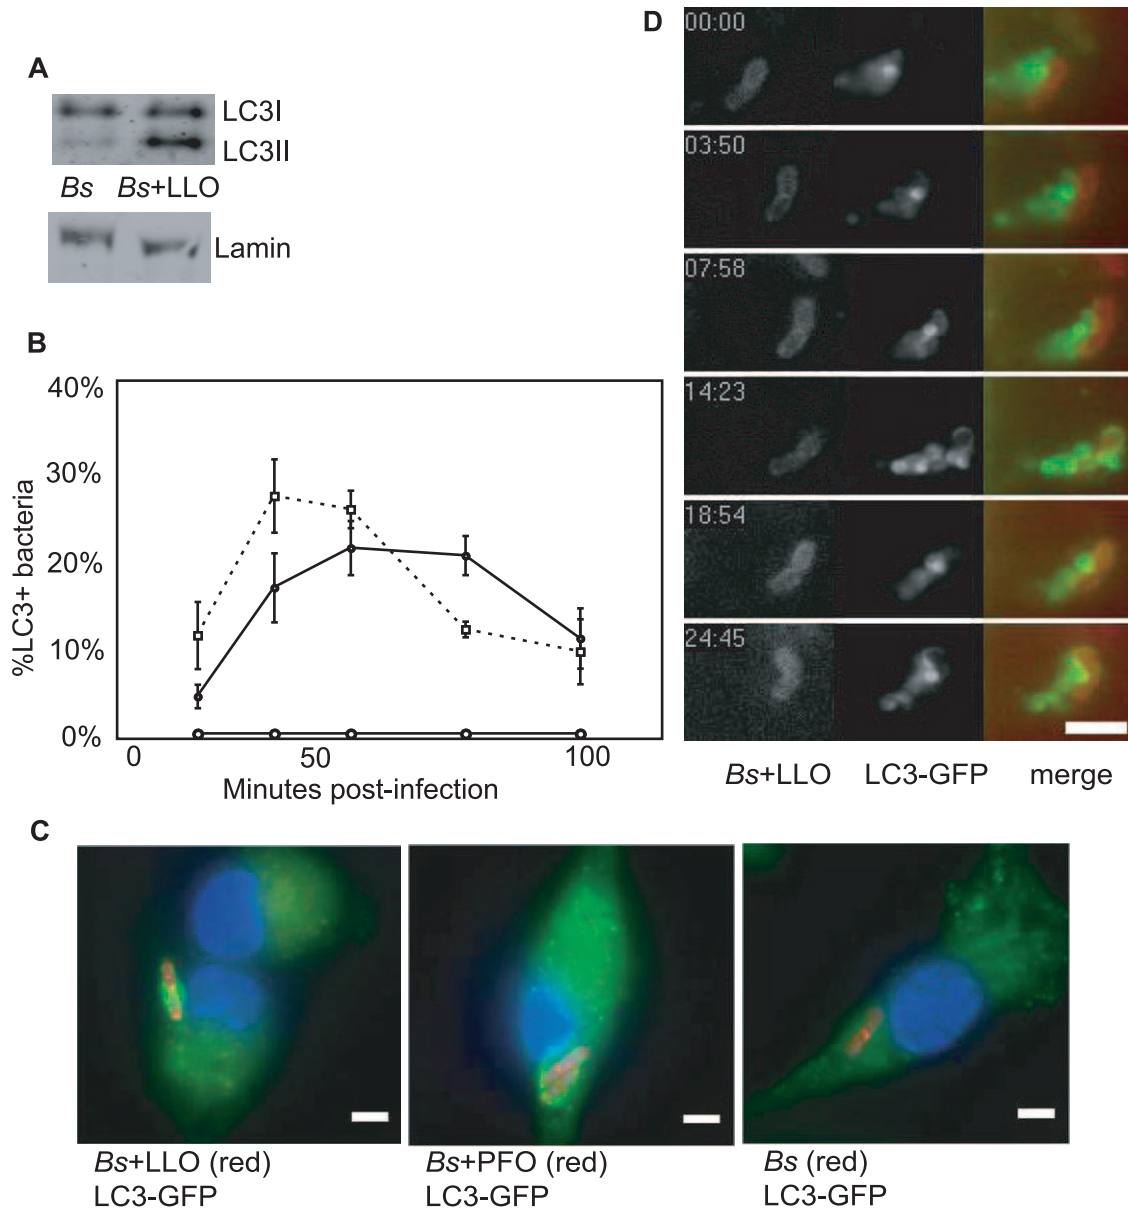 A
LC3I
LC3II
Bs Bs+LLO
Lamin
B
40%
30%
20%
10%
0%
%LC3+ bacteria
0 50 100
Minutes post-infection
C
Bs+LLO (red)
LC3-GFP
Bs+PFO (red)
LC3-GFP
Bs (red)
LC3-GFP
D
00:00
03:50
07:58
14:23
18:54
24:45
Bs+LLO LC3-GFP merge